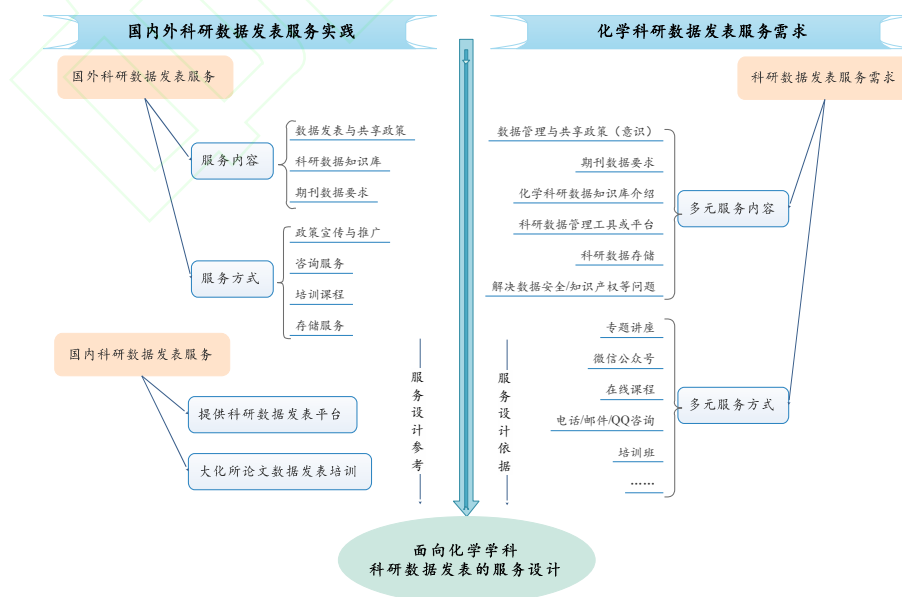 国内外科研数据发表服务实践
国外科研数据发表服务
服务内容
数据发表与共享政策
科研数据知识库
期刊数据要求
服务方式
政策宣传与推广
咨询服务
培训课程
存储服务
国内科研数据发表服务
提供科研数据发表平台
大化所论文数据发表培训
服务设计参考
化学科研数据发表服务需求
科研数据发表服务需求
数据管理与共享政策（意识）
期刊数据要求
化学科研数据知识库介绍
科研数据管理工具或平台
科研数据存储
解决数据安全/知识产权等问题
多元服务内容
专题讲座
微信公众号
在线课程
电话/邮件/QQ咨询
培训班
……
多元服务方式
服务设计依据
面向化学学科
科研数据发表的服务设计